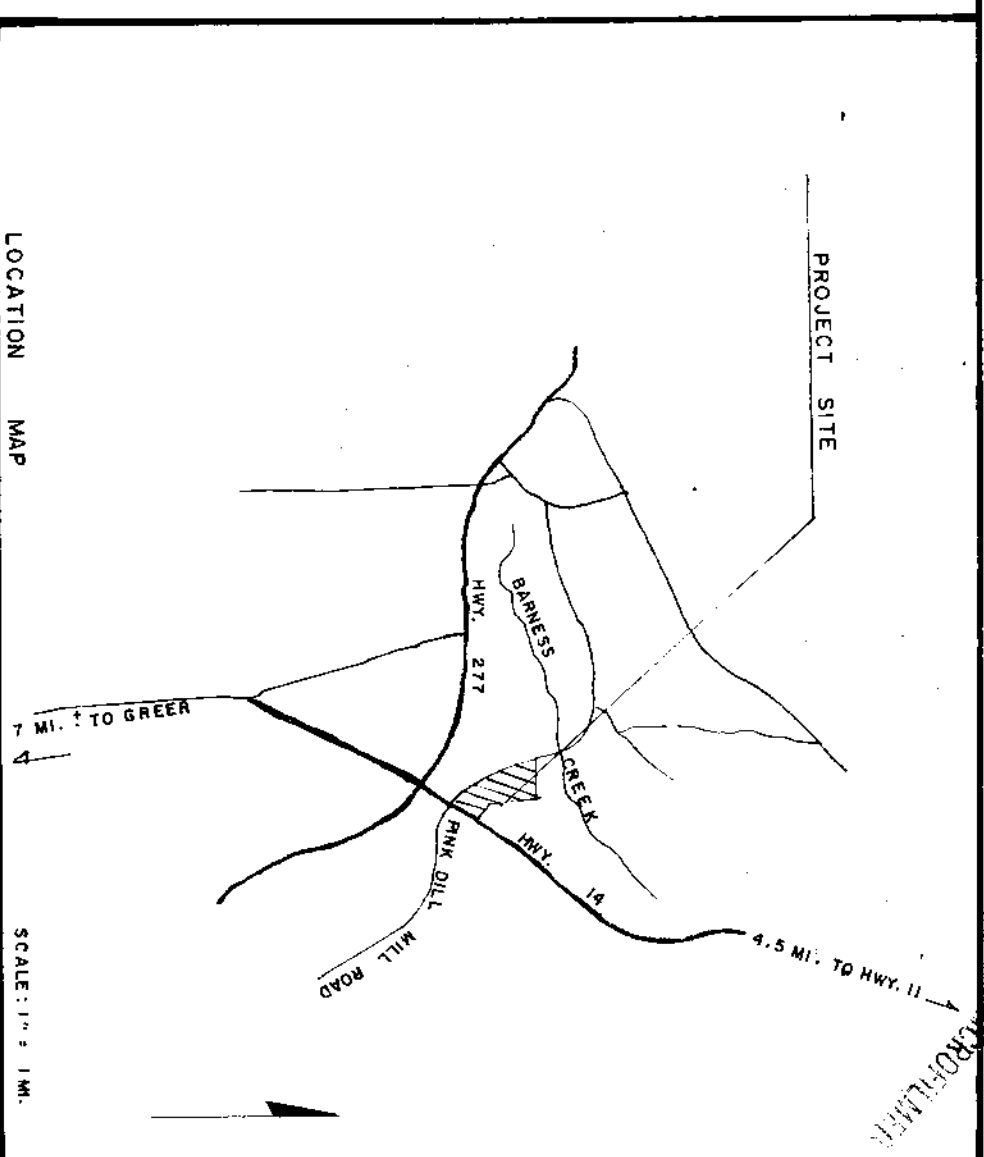 PROJECT SITE
BARNESS
CREEK
HWY. 277
HWY. 14
PINK DILL
MILL ROAD
7 MI. ± TO GREER
4.5 MI. TO HWY. 11
LOCATION MAP
SCALE: 1" = 1 MI.